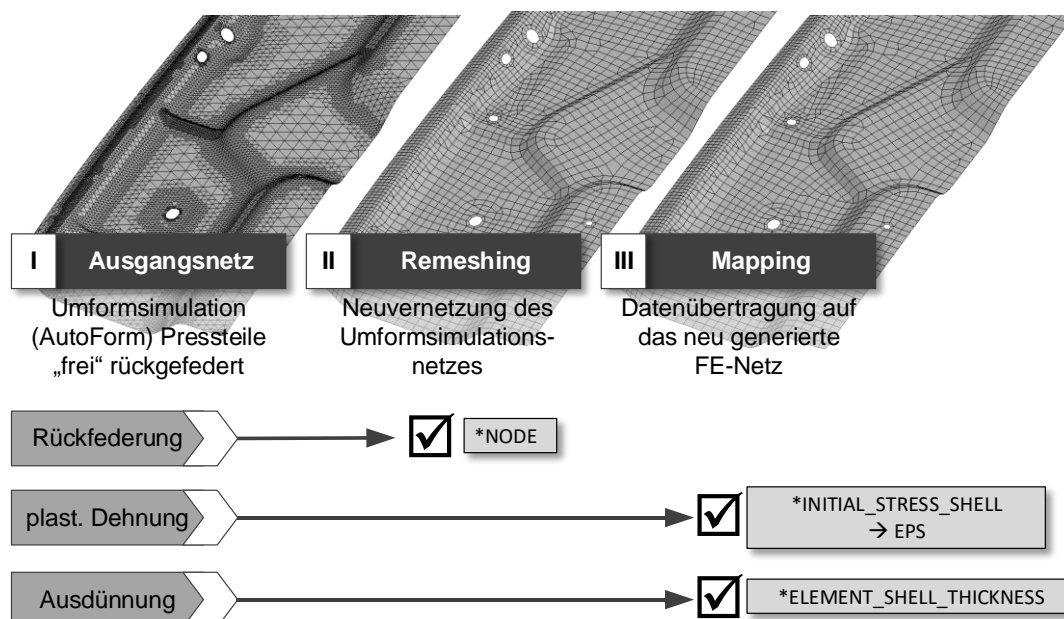 I Ausgangsnetz
Umformsimulation
(AutoForm) Pressteile
„frei“ rückgefedert
II Remeshing
Neuvernetzung des
Umformsimulations-
netzes
III Mapping
Datenübertragung auf
das neu generierte
FE-Netz
Rückfederung
*NODE
plast. Dehnung
*INITIAL_STRESS_SHELL
→ EPS
Ausdünnung
*ELEMENT_SHELL_THICKNESS